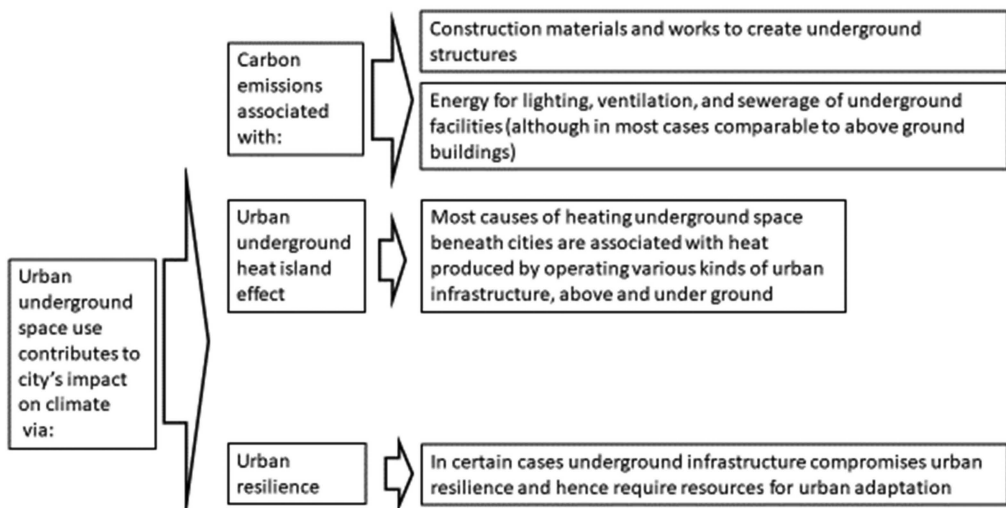 Urban
underground
space use
contributes to
city's impact
on climate
via:
Carbon
emissions
associated
with:
Construction materials and works to create underground
structures
Energy for lighting, ventilation, and sewerage of underground
facilities (although in most cases comparable to above ground
buildings)
Urban
underground
heat island
effect
Most causes of heating underground space
beneath cities are associated with heat
produced by operating various kinds of urban
infrastructure, above and under ground
Urban
resilience
In certain cases underground infrastructure compromises urban
resilience and hence require resources for urban adaptation